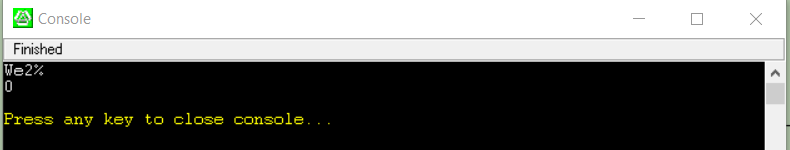 Console
Finished
We2%
0
Press any key to close console...